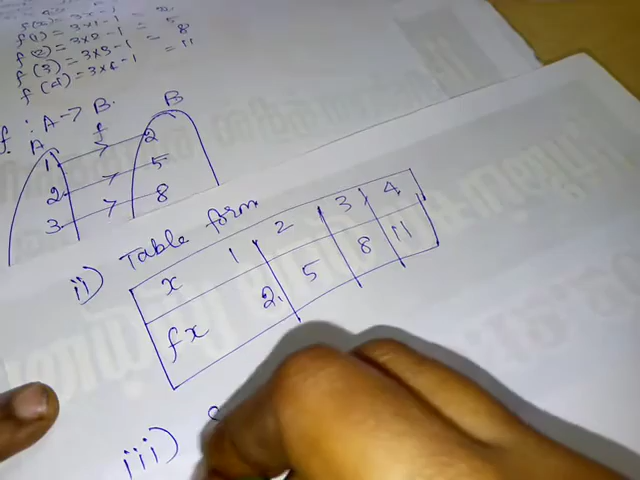 f(1) = 3×1-1 = 2
f(2) = 3×2-1 = 5
f(3) = 3×3-1 = 8
f(4) = 3×4-1 = 11
f : A → B.
A f B
1 2
2 5
3 8
ii) Table form
x 1 2 3 4
fx 2 5 8 11
iii)